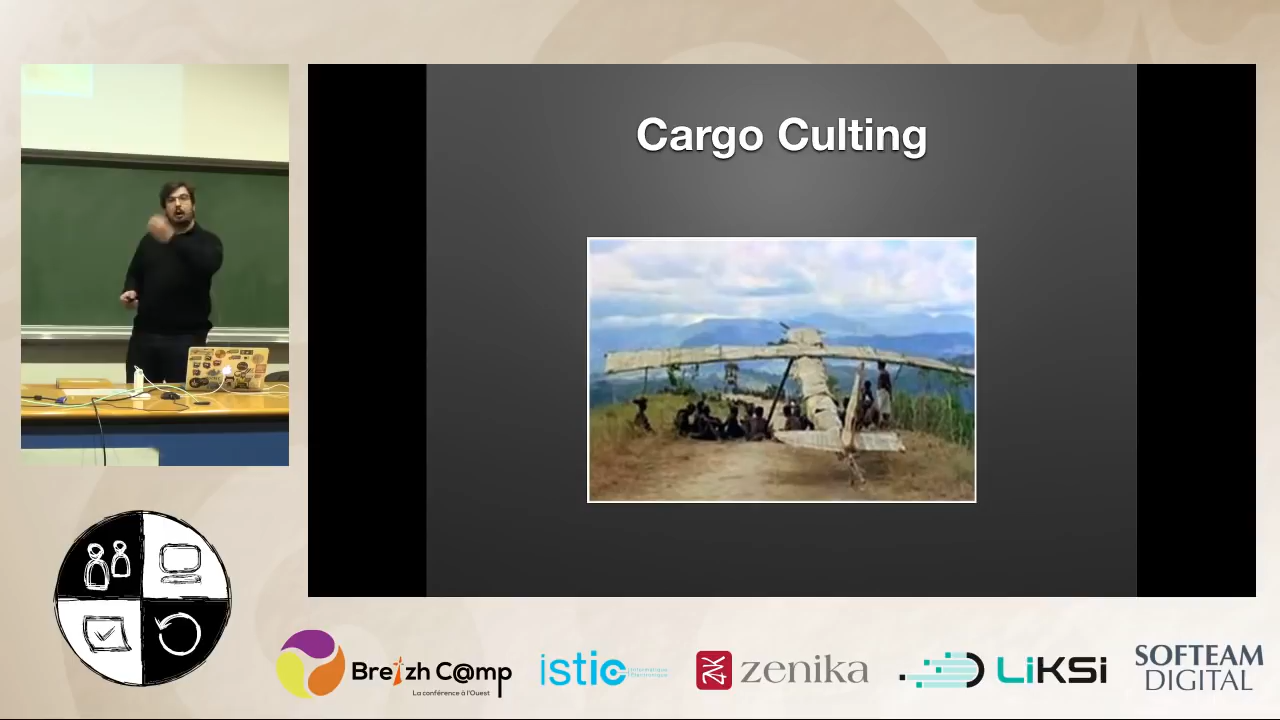 Cargo Culting
Breizh C@mp
La conférence à l'Ouest
istic
Informatique
Électronique
zenika
LiKSi
SOFTEAM
DIGITAL